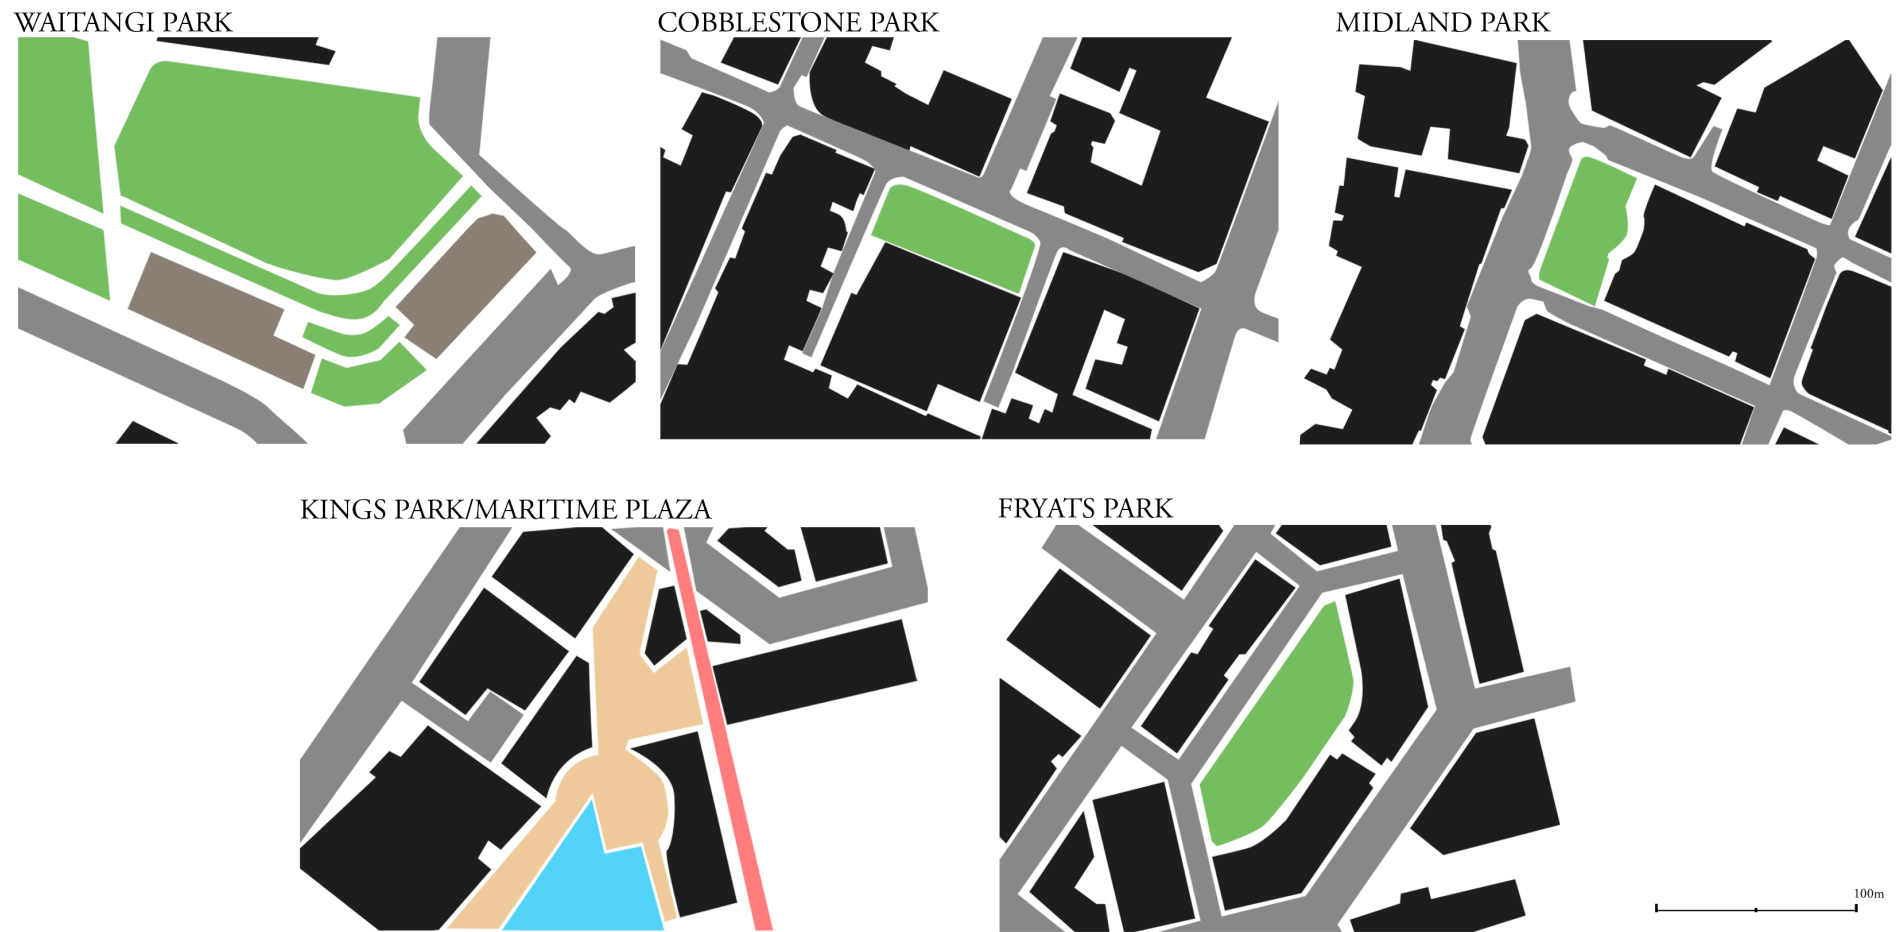 WAITANGI PARK
COBBLESTONE PARK
MIDLAND PARK
KINGS PARK/MARITIME PLAZA
FRYATS PARK
100m